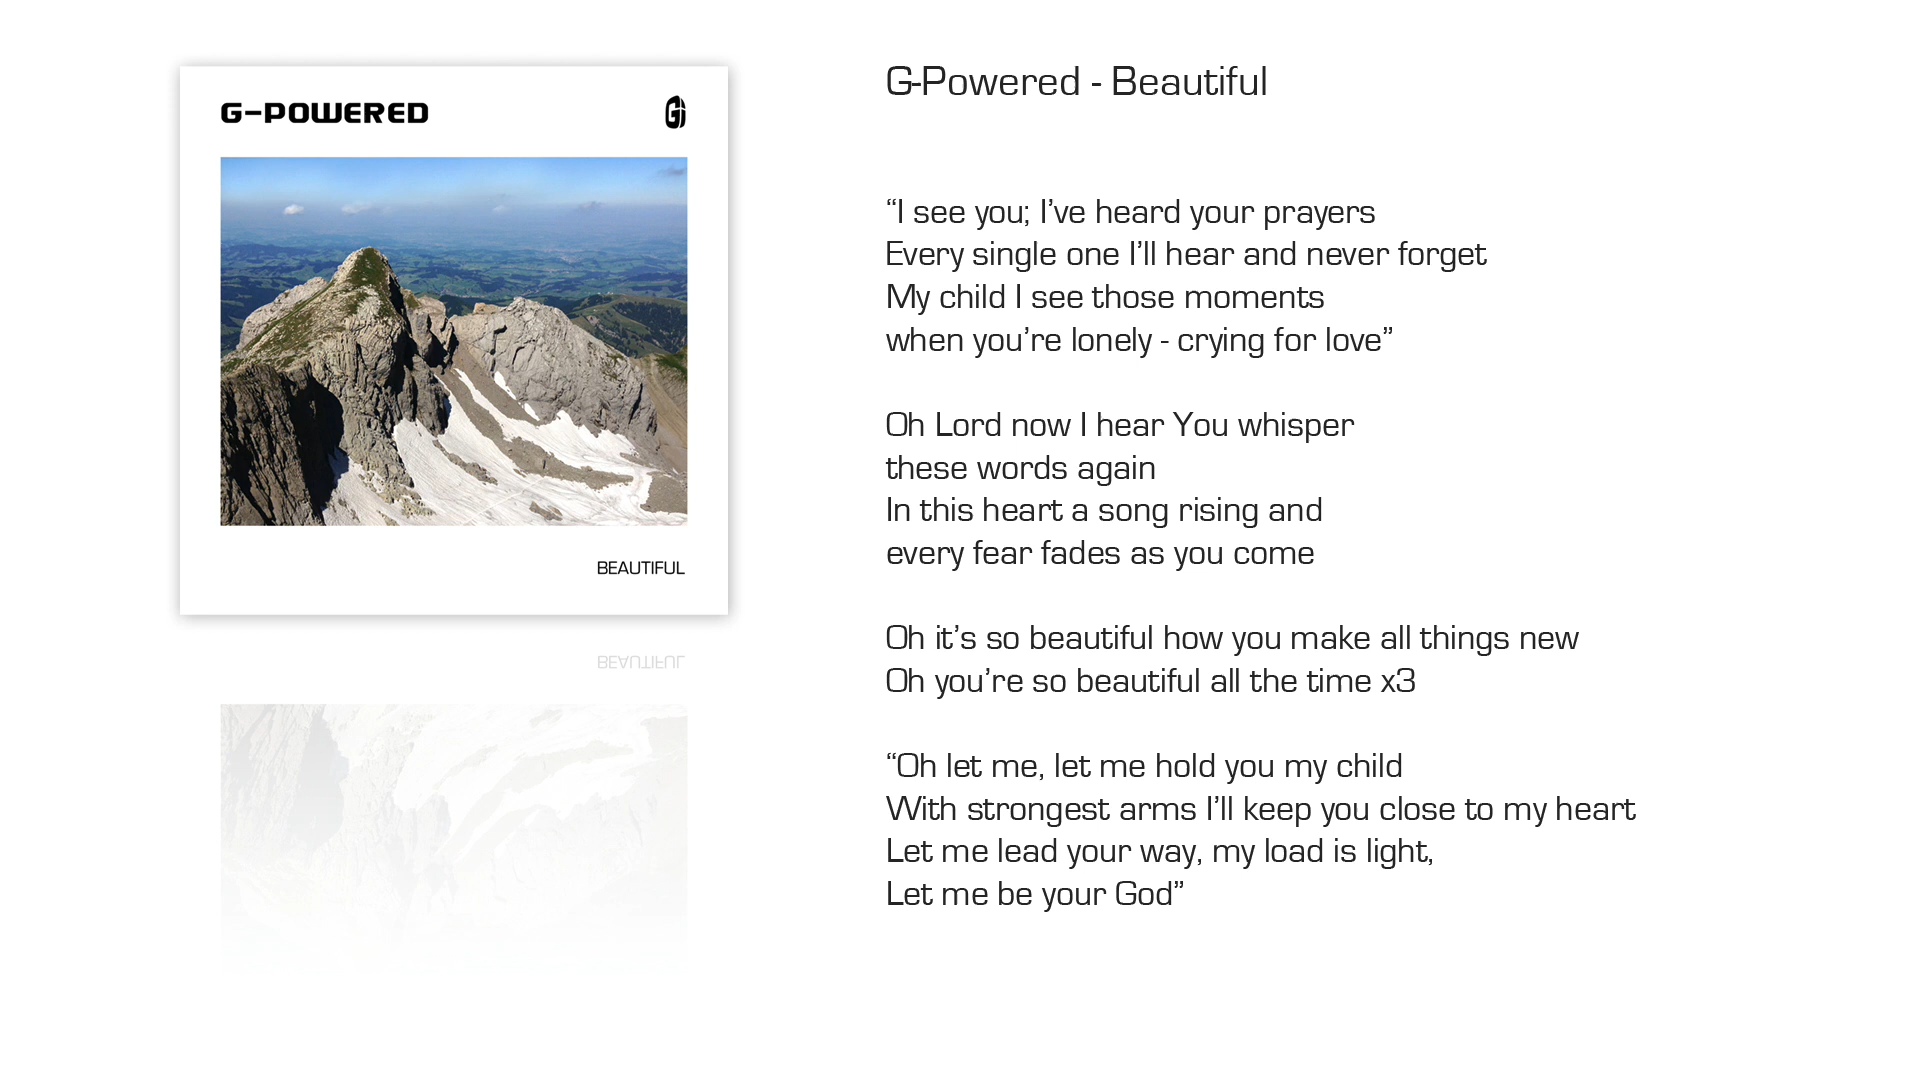 G-POWERED
G
BEAUTIFUL
BEAUTIFUL
G-Powered - Beautiful
“I see you; I’ve heard your prayers
Every single one I’ll hear and never forget
My child I see those moments
when you’re lonely - crying for love”
Oh Lord now I hear You whisper
these words again
In this heart a song rising and
every fear fades as you come
Oh it’s so beautiful how you make all things new
Oh you’re so beautiful all the time x3
“Oh let me, let me hold you my child
With strongest arms I’ll keep you close to my heart
Let me lead your way, my load is light,
Let me be your God”